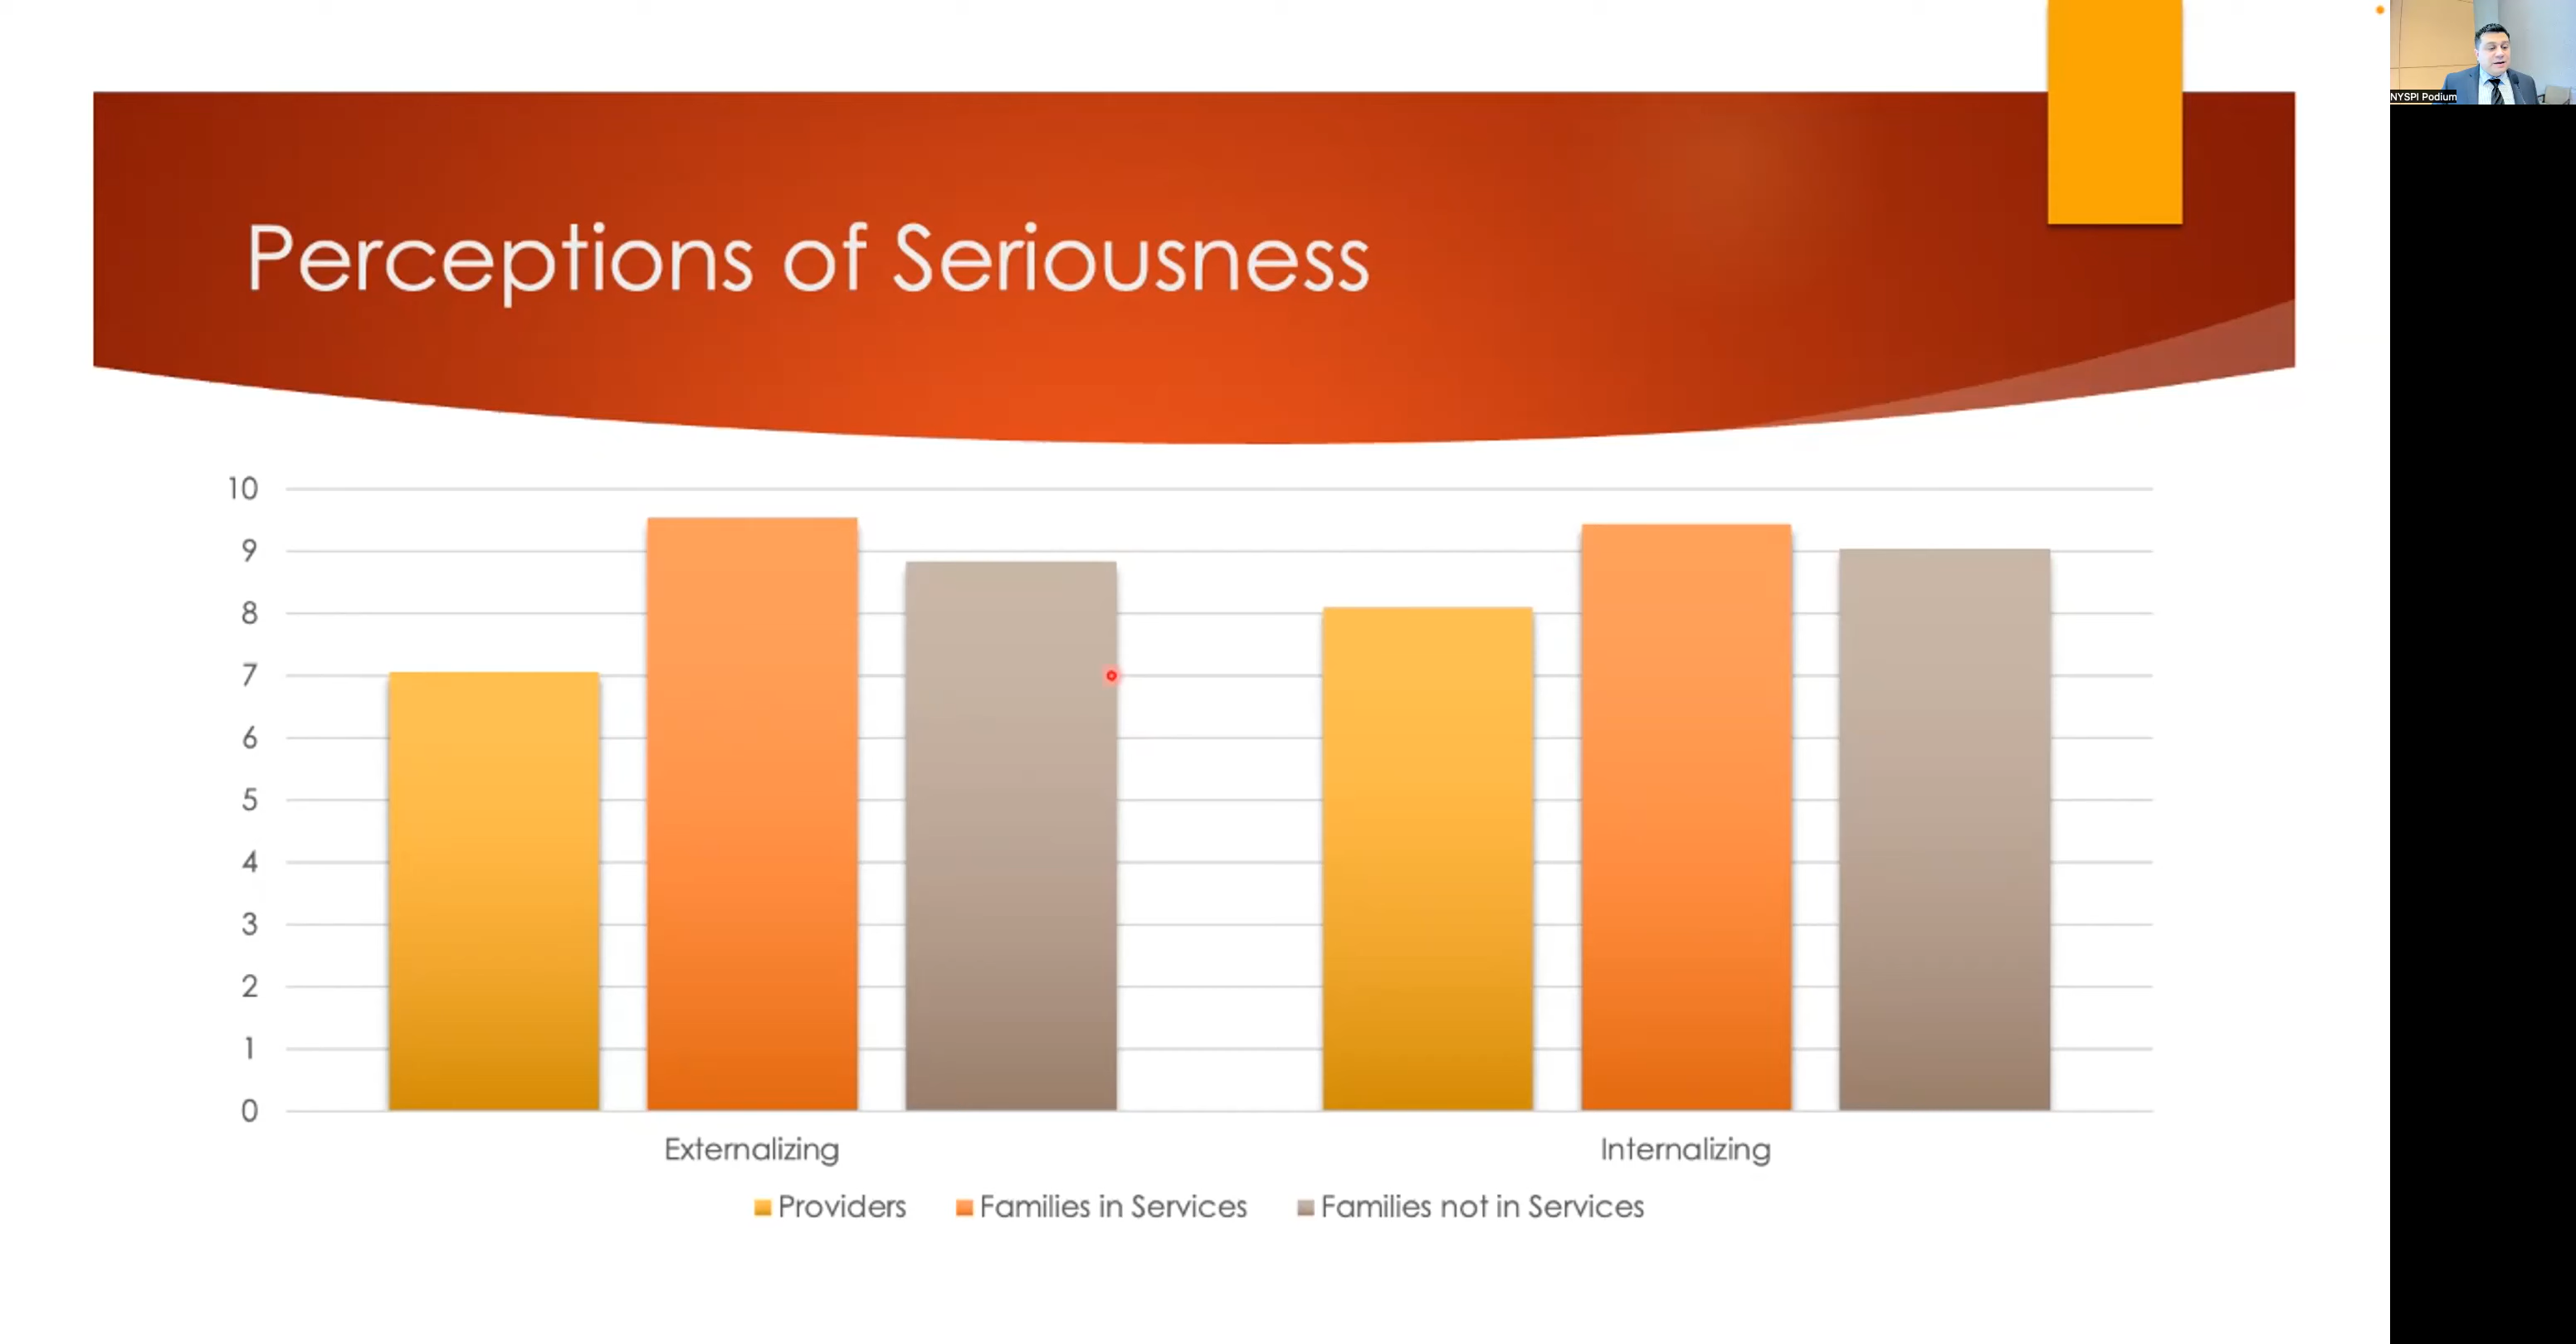 NYSPI Podium
Perceptions of Seriousness
10
9
8
7
6
5
4
3
2
1
0
Externalizing Internalizing
Providers Families in Services Families not in Services